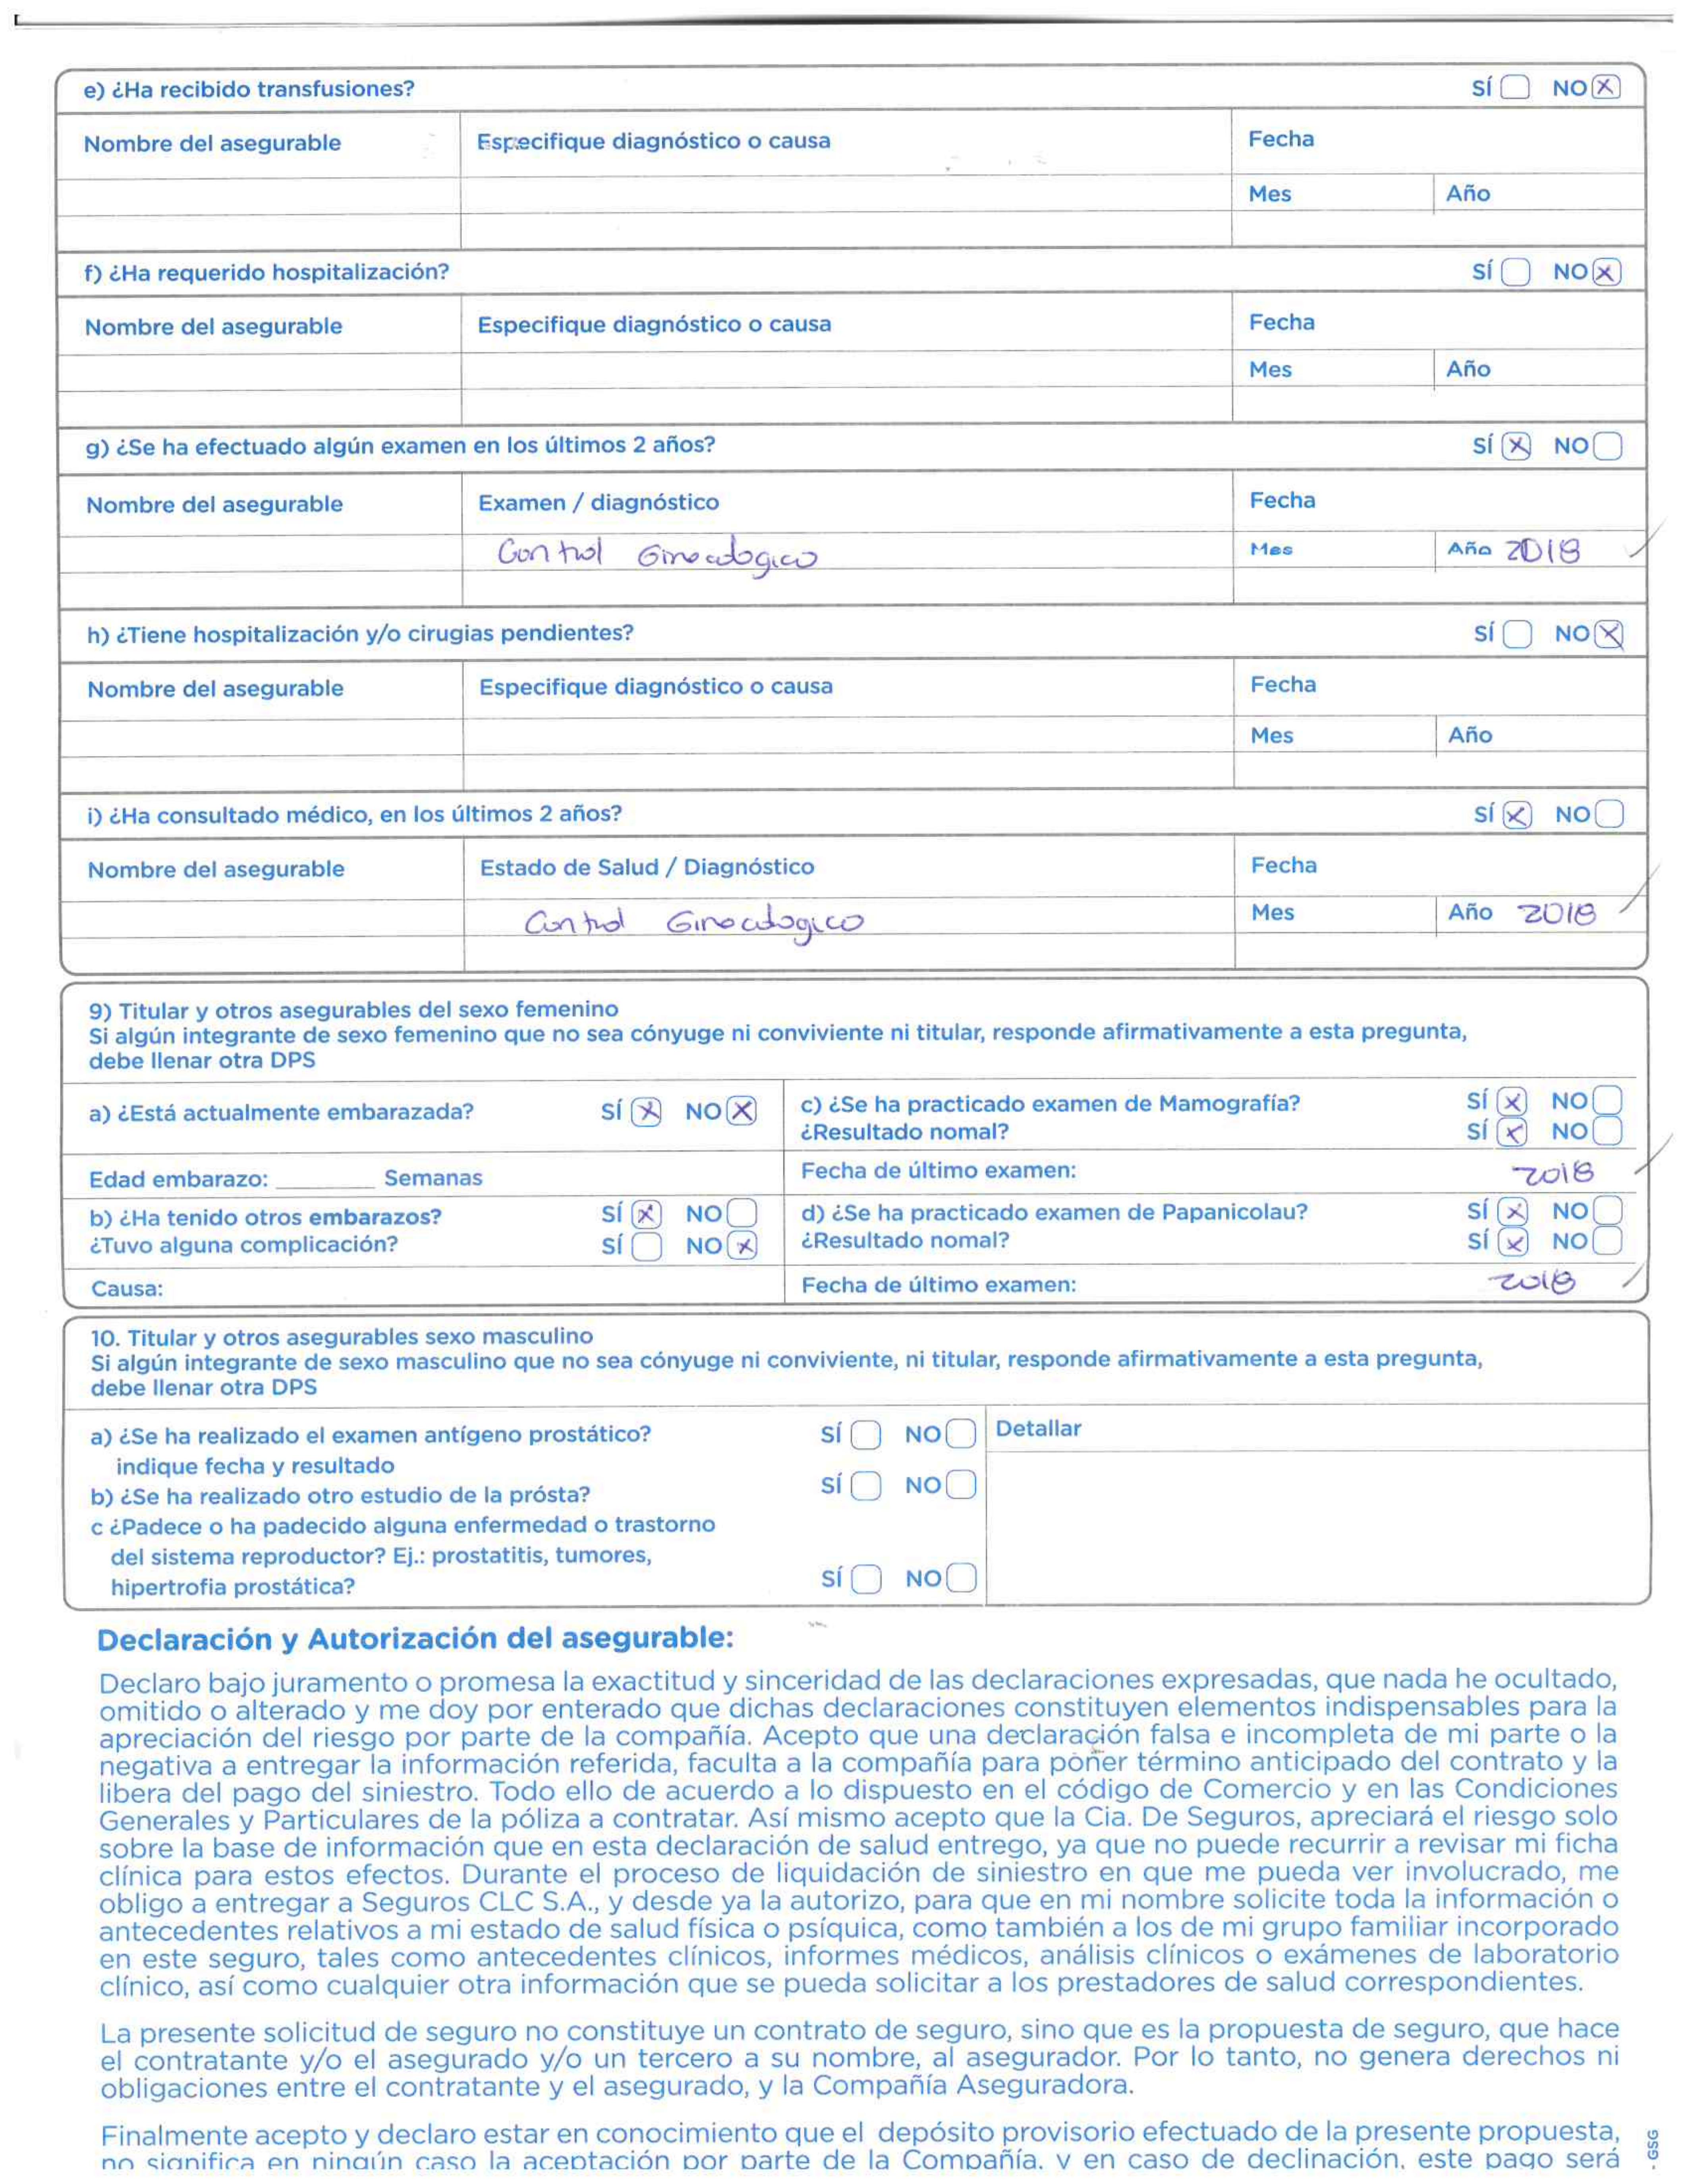 e) ¿Ha recibido transfusiones? SÍ NO X
Nombre del asegurable Especifique diagnóstico o causa Fecha
Mes Año
f) ¿Ha requerido hospitalización? SÍ NO X
Nombre del asegurable Especifique diagnóstico o causa Fecha
Mes Año
g) ¿Se ha efectuado algún examen en los últimos 2 años? SÍ X NO
Nombre del asegurable Examen / diagnóstico Fecha
Control Ginecologico Mes Año 2018
h) ¿Tiene hospitalización y/o cirugias pendientes? SÍ NO X
Nombre del asegurable Especifique diagnóstico o causa Fecha
Mes Año
i) ¿Ha consultado médico, en los últimos 2 años? SÍ X NO
Nombre del asegurable Estado de Salud / Diagnóstico Fecha
Control Ginecologico Mes Año 2018
9) Titular y otros asegurables del sexo femenino
Si algún integrante de sexo femenino que no sea cónyuge ni conviviente ni titular, responde afirmativamente a esta pregunta,
debe llenar otra DPS
a) ¿Está actualmente embarazada? SÍ X NO X
Edad embarazo: ________ Semanas
b) ¿Ha tenido otros embarazos? SÍ X NO
¿Tuvo alguna complicación? SÍ NO X
Causa:
c) ¿Se ha practicado examen de Mamografía? SÍ X NO
¿Resultado nomal? SÍ X NO
Fecha de último examen: 2018
d) ¿Se ha practicado examen de Papanicolau? SÍ X NO
¿Resultado nomal? SÍ X NO
Fecha de último examen: 2018
10. Titular y otros asegurables sexo masculino
Si algún integrante de sexo masculino que no sea cónyuge ni conviviente, ni titular, responde afirmativamente a esta pregunta,
debe llenar otra DPS
a) ¿Se ha realizado el examen antígeno prostático? SÍ NO Detallar
indique fecha y resultado
b) ¿Se ha realizado otro estudio de la prósta? SÍ NO
c ¿Padece o ha padecido alguna enfermedad o trastorno
del sistema reproductor? Ej.: prostatitis, tumores,
hipertrofia prostática? SÍ NO
Declaración y Autorización del asegurable:
Declaro bajo juramento o promesa la exactitud y sinceridad de las declaraciones expresadas, que nada he ocultado,
omitido o alterado y me doy por enterado que dichas declaraciones constituyen elementos indispensables para la
apreciación del riesgo por parte de la compañía. Acepto que una declaración falsa e incompleta de mi parte o la
negativa a entregar la información referida, faculta a la compañía para poner término anticipado del contrato y la
libera del pago del siniestro. Todo ello de acuerdo a lo dispuesto en el código de Comercio y en las Condiciones
Generales y Particulares de la póliza a contratar. Así mismo acepto que la Cia. De Seguros, apreciará el riesgo solo
sobre la base de información que en esta declaración de salud entrego, ya que no puede recurrir a revisar mi ficha
clínica para estos efectos. Durante el proceso de liquidación de siniestro en que me pueda ver involucrado, me
obligo a entregar a Seguros CLC S.A., y desde ya la autorizo, para que en mi nombre solicite toda la información o
antecedentes relativos a mi estado de salud física o psíquica, como también a los de mi grupo familiar incorporado
en este seguro, tales como antecedentes clínicos, informes médicos, análisis clínicos o exámenes de laboratorio
clínico, así como cualquier otra información que se pueda solicitar a los prestadores de salud correspondientes.
La presente solicitud de seguro no constituye un contrato de seguro, sino que es la propuesta de seguro, que hace
el contratante y/o el asegurado y/o un tercero a su nombre, al asegurador. Por lo tanto, no genera derechos ni
obligaciones entre el contratante y el asegurado, y la Compañía Aseguradora.
Finalmente acepto y declaro estar en conocimiento que el depósito provisorio efectuado de la presente propuesta,
no significa en ningún caso la aceptación por parte de la Compañía, y en caso de declinación, este pago será
. GSG